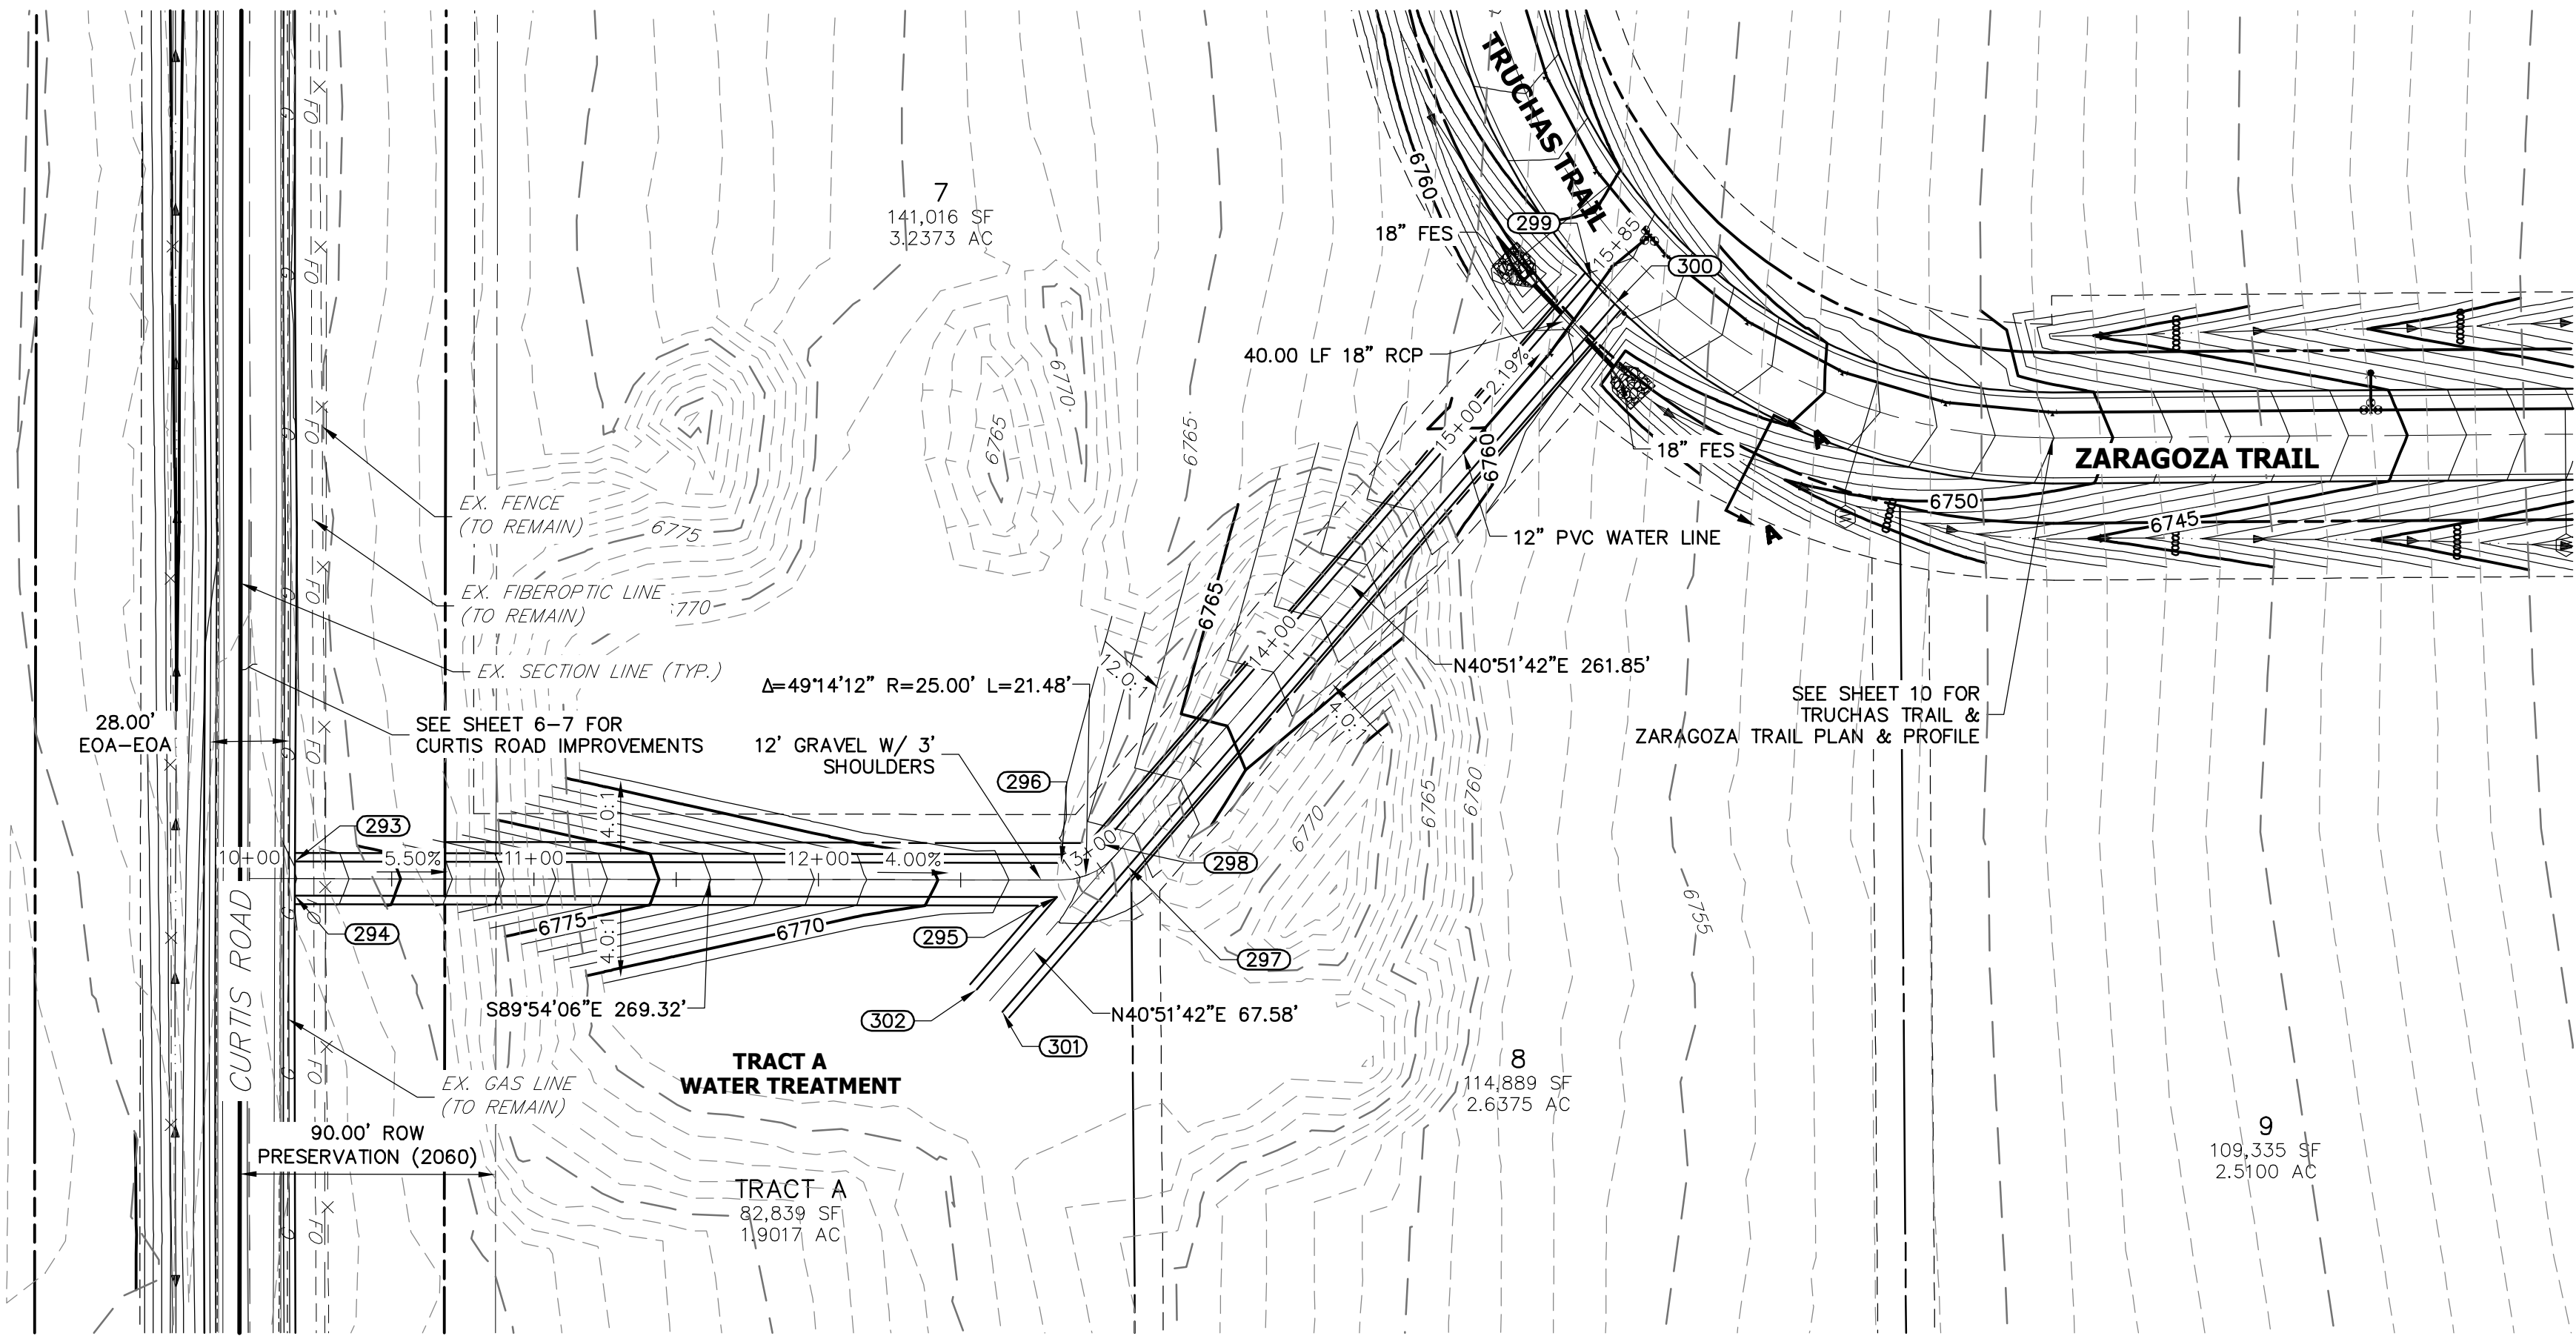 TRUCHAS TRAIL
6760
7
141,016 SF
3.2373 AC
299
18" FES
15+85
300
40.00 LF 18" RCP
2.19%
15+00
6760
18" FES
A
A
ZARAGOZA TRAIL
6750
6745
12" PVC WATER LINE
6770
6765
6765
6775
6770
EX. FENCE
(TO REMAIN)
EX. FIBEROPTIC LINE
(TO REMAIN)
EX. SECTION LINE (TYP.)
28.00'
EOA-EOA
SEE SHEET 6-7 FOR
CURTIS ROAD IMPROVEMENTS
Δ=49°14'12" R=25.00' L=21.48'
12' GRAVEL W/ 3'
SHOULDERS
12.0:1
6765
14+00
4.0:1
N40°51'42"E 261.85'
SEE SHEET 10 FOR
TRUCHAS TRAIL &
ZARAGOZA TRAIL PLAN & PROFILE
296
293
10+00
5.50%
11+00
12+00
4.00%
13+00
4.0:1
4.0:1
298
6770
6765
6760
6755
294
6775
6770
295
297
S89°54'06"E 269.32'
302
N40°51'42"E 67.58'
301
CURTIS ROAD
TRACT A
WATER TREATMENT
EX. GAS LINE
(TO REMAIN)
90.00' ROW
PRESERVATION (2060)
TRACT A
82,839 SF
1.9017 AC
8
114,889 SF
2.6375 AC
9
109,335 SF
2.5100 AC
G
FO
G
FO
G
FO
G
FO
G
FO
G
FO
G
FO
G
FO